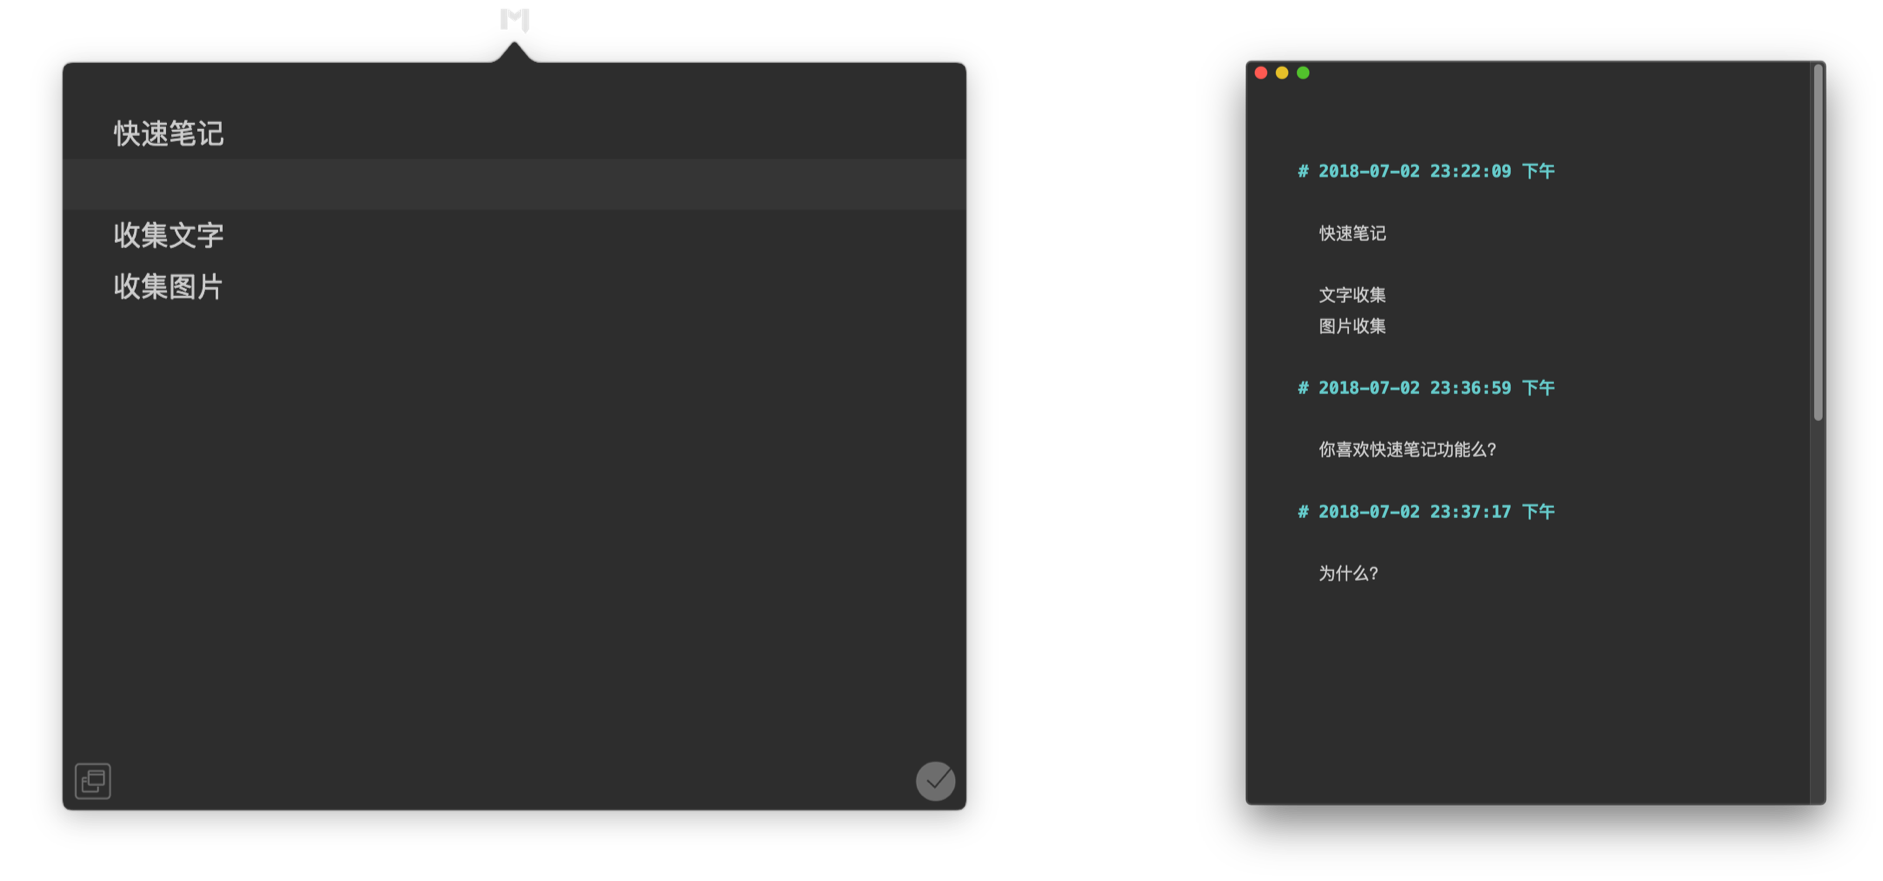 快速笔记
收集文字
收集图片
# 2018-07-02 23:22:09 下午
快速笔记
文字收集
图片收集
# 2018-07-02 23:36:59 下午
你喜欢快速笔记功能么?
# 2018-07-02 23:37:17 下午
为什么?